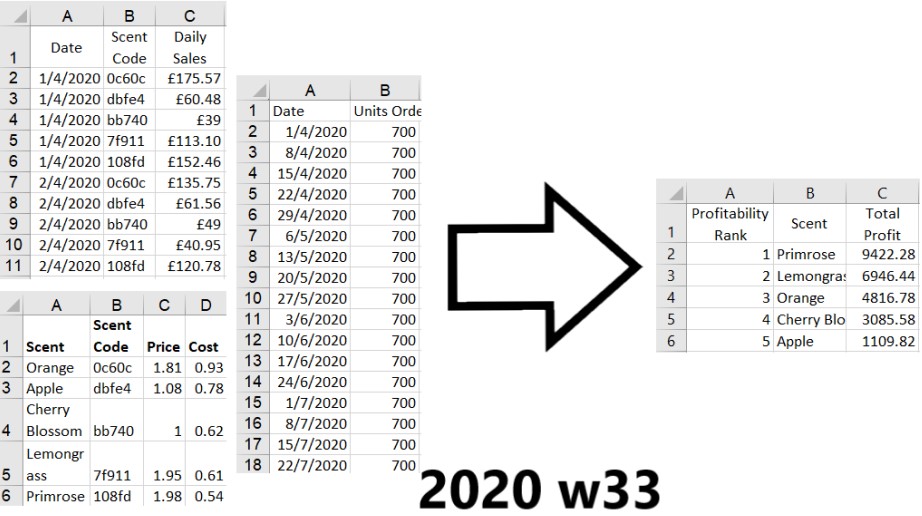 A B C
1 Date Scent Code Daily Sales
2 1/4/2020 0c60c £175.57
3 1/4/2020 dbfe4 £60.48
4 1/4/2020 bb740 £39
5 1/4/2020 7f911 £113.10
6 1/4/2020 108fd £152.46
7 2/4/2020 0c60c £135.75
8 2/4/2020 dbfe4 £61.56
9 2/4/2020 bb740 £49
10 2/4/2020 7f911 £40.95
11 2/4/2020 108fd £120.78
A B C D
1 Scent Scent Code Price Cost
2 Orange 0c60c 1.81 0.93
3 Apple dbfe4 1.08 0.78
4 Cherry Blossom bb740 1 0.62
5 Lemongr
ass 7f911 1.95 0.61
6 Primrose 108fd 1.98 0.54
A B
1 Date Units Orde
2 1/4/2020 700
3 8/4/2020 700
4 15/4/2020 700
5 22/4/2020 700
6 29/4/2020 700
7 6/5/2020 700
8 13/5/2020 700
9 20/5/2020 700
10 27/5/2020 700
11 3/6/2020 700
12 10/6/2020 700
13 17/6/2020 700
14 24/6/2020 700
15 1/7/2020 700
16 8/7/2020 700
17 15/7/2020 700
18 22/7/2020 700
A B C
1 Profitability Rank Scent Total Profit
2 1 Primrose 9422.28
3 2 Lemongras 6946.44
4 3 Orange 4816.78
5 4 Cherry Blo 3085.58
6 5 Apple 1109.82
2020 w33